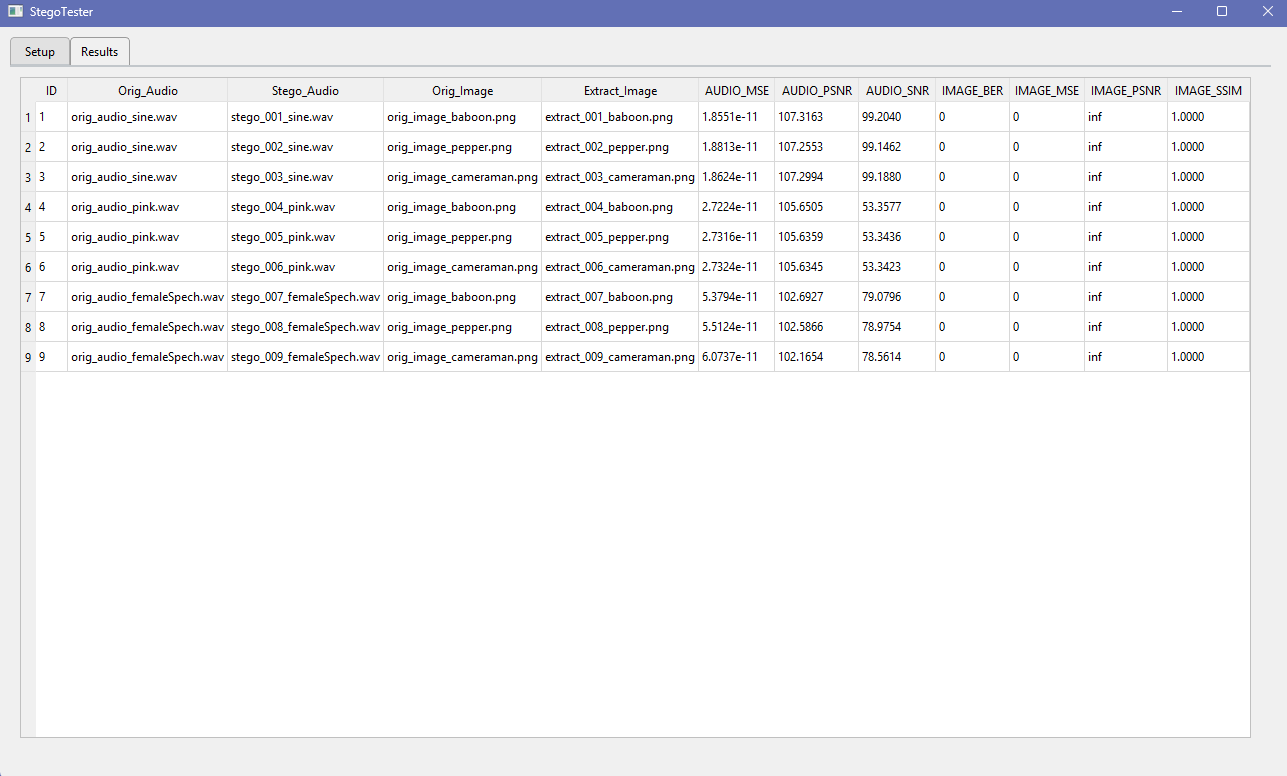 StegoTester
Setup Results
ID Orig_Audio Stego_Audio Orig_Image Extract_Image AUDIO_MSE AUDIO_PSNR AUDIO_SNR IMAGE_BER IMAGE_MSE IMAGE_PSNR IMAGE_SSIM
1 1 orig_audio_sine.wav stego_001_sine.wav orig_image_baboon.png extract_001_baboon.png 1.8551e-11 107.3163 99.2040 0 0 inf 1.0000
2 2 orig_audio_sine.wav stego_002_sine.wav orig_image_pepper.png extract_002_pepper.png 1.8813e-11 107.2553 99.1462 0 0 inf 1.0000
3 3 orig_audio_sine.wav stego_003_sine.wav orig_image_cameraman.png extract_003_cameraman.png 1.8624e-11 107.2994 99.1880 0 0 inf 1.0000
4 4 orig_audio_pink.wav stego_004_pink.wav orig_image_baboon.png extract_004_baboon.png 2.7224e-11 105.6505 53.3577 0 0 inf 1.0000
5 5 orig_audio_pink.wav stego_005_pink.wav orig_image_pepper.png extract_005_pepper.png 2.7316e-11 105.6359 53.3436 0 0 inf 1.0000
6 6 orig_audio_pink.wav stego_006_pink.wav orig_image_cameraman.png extract_006_cameraman.png 2.7324e-11 105.6345 53.3423 0 0 inf 1.0000
7 7 orig_audio_femaleSpech.wav stego_007_femaleSpech.wav orig_image_baboon.png extract_007_baboon.png 5.3794e-11 102.6927 79.0796 0 0 inf 1.0000
8 8 orig_audio_femaleSpech.wav stego_008_femaleSpech.wav orig_image_pepper.png extract_008_pepper.png 5.5124e-11 102.5866 78.9754 0 0 inf 1.0000
9 9 orig_audio_femaleSpech.wav stego_009_femaleSpech.wav orig_image_cameraman.png extract_009_cameraman.png 6.0737e-11 102.1654 78.5614 0 0 inf 1.0000